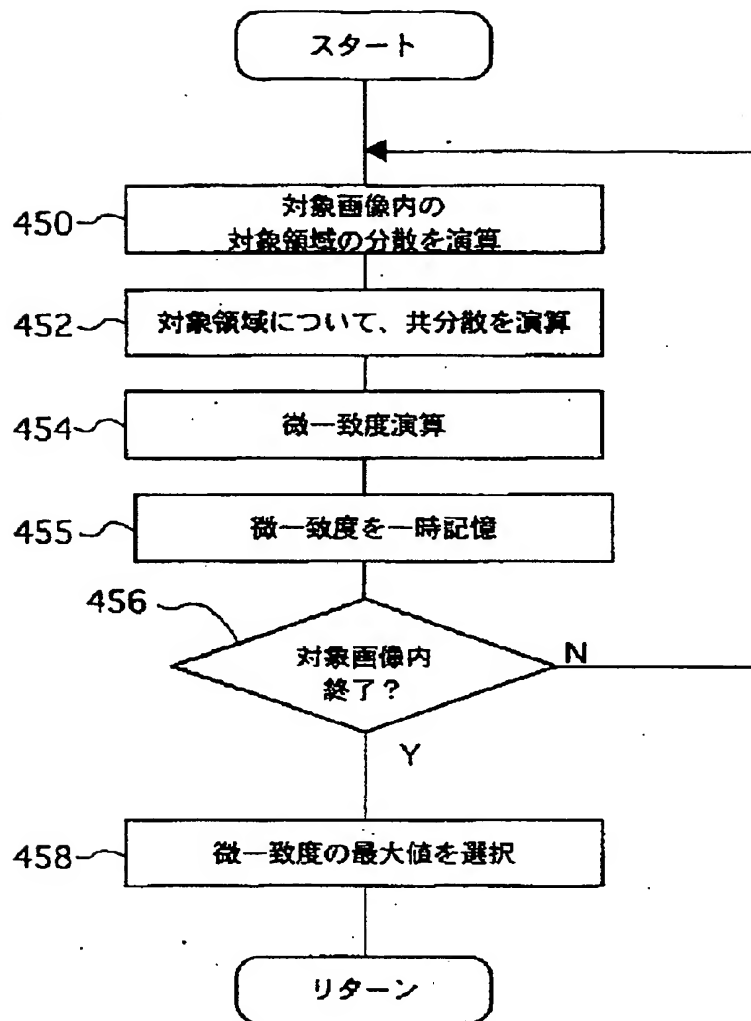 スタート
450
対象画像内の
対象領域の分散を演算
452
対象領域について、共分散を演算
454
微一致度演算
455
微一致度を一時記憶
456
対象画像内
終了?
N
Y
458
微一致度の最大値を選択
リターン